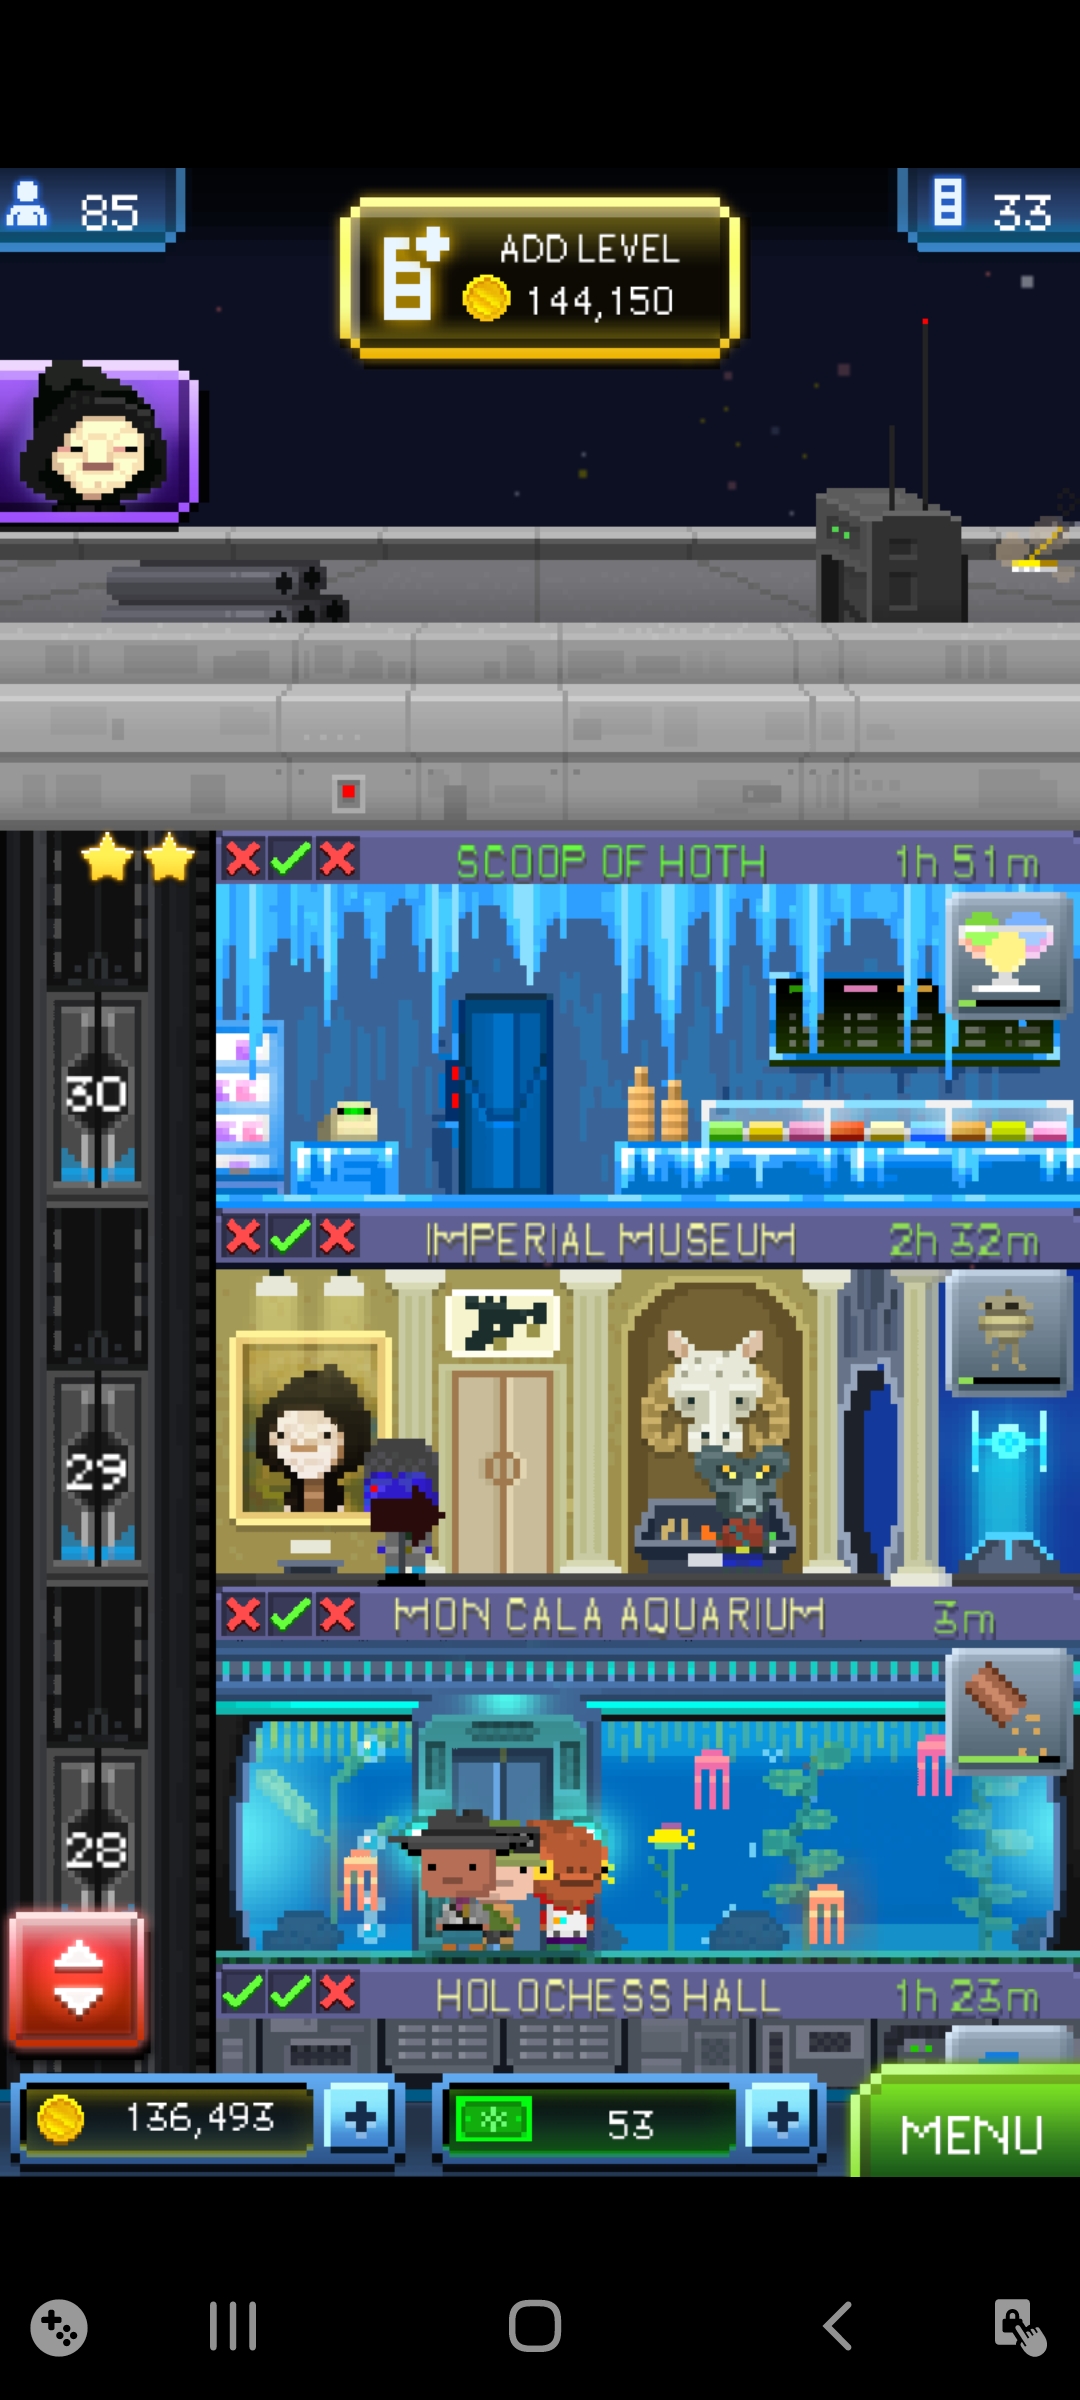 85
ADD LEVEL
144,150
33
SCOOP OF HOTH
1h 51m
30
IMPERIAL MUSEUM
2h 32m
29
MON CALA AQUARIUM
3m
28
HOLOCHESS HALL
1h 23m
136,493
53
MENU